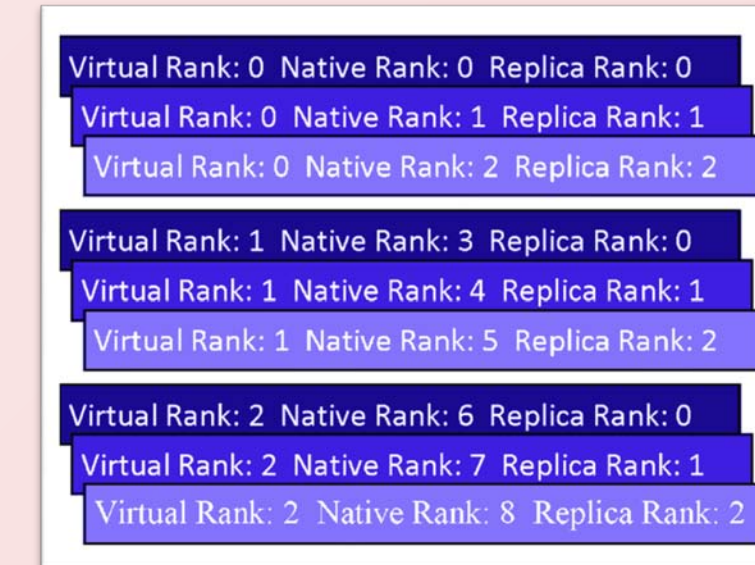 Virtual Rank: 0 Native Rank: 0 Replica Rank: 0
Virtual Rank: 0 Native Rank: 1 Replica Rank: 1
Virtual Rank: 0 Native Rank: 2 Replica Rank: 2
Virtual Rank: 1 Native Rank: 3 Replica Rank: 0
Virtual Rank: 1 Native Rank: 4 Replica Rank: 1
Virtual Rank: 1 Native Rank: 5 Replica Rank: 2
Virtual Rank: 2 Native Rank: 6 Replica Rank: 0
Virtual Rank: 2 Native Rank: 7 Replica Rank: 1
Virtual Rank: 2 Native Rank: 8 Replica Rank: 2